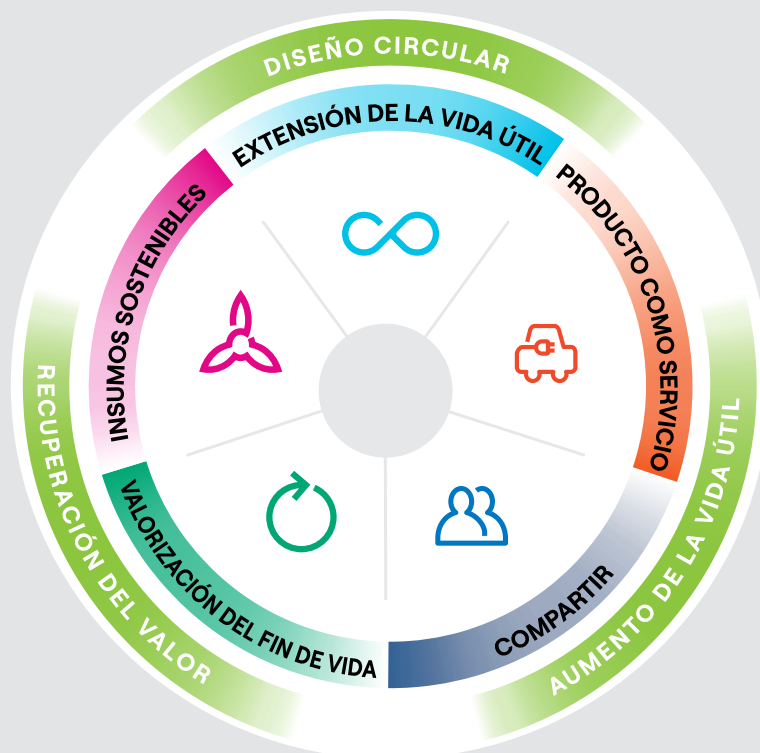 DISEÑO CIRCULAR
EXTENSIÓN DE LA VIDA ÚTIL
PRODUCTO COMO SERVICIO
COMPARTIR
VALORIZACIÓN DEL FIN DE VIDA
INSUMOS SOSTENIBLES
AUMENTO DE LA VIDA ÚTIL
RECUPERACIÓN DEL VALOR